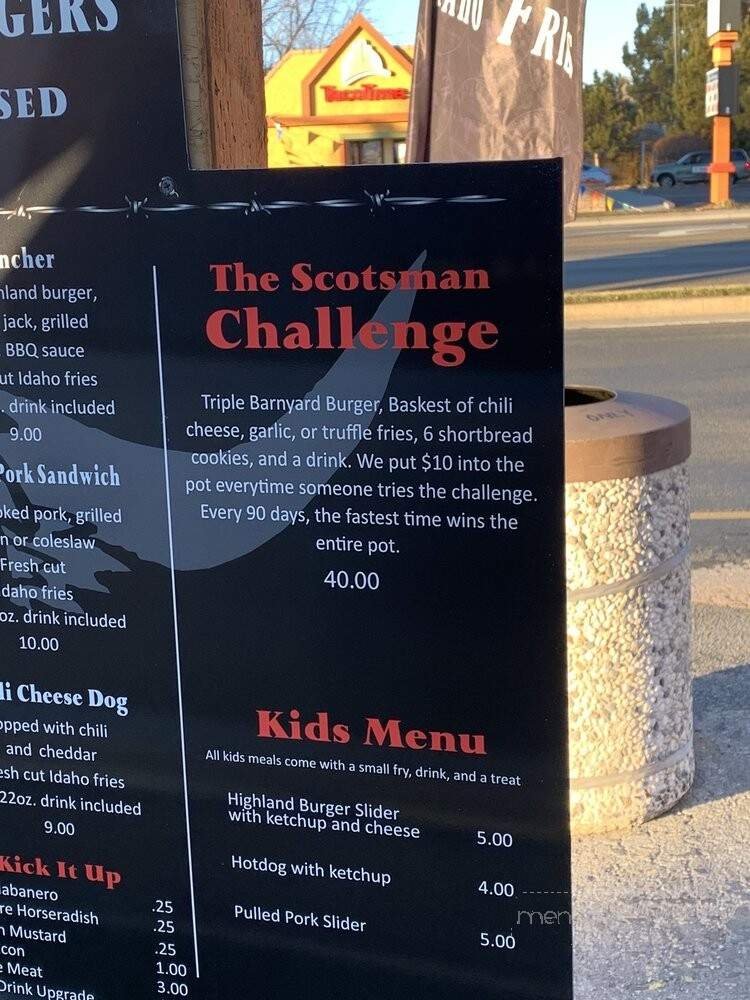 GERS
SED
TacoTime
FRIE
ncher
nland burger,
jack, grilled
BBQ sauce
ut Idaho fries
. drink included
9.00
Pork Sandwich
oked pork, grilled
n or coleslaw
Fresh cut
daho fries
oz. drink included
10.00
li Cheese Dog
opped with chili
and cheddar
esh cut Idaho fries
22oz. drink included
9.00
Kick It Up
abanero .25
re Horseradish .25
n Mustard .25
con 1.00
e Meat 3.00
Drink Upgrade
The Scotsman
Challenge
Triple Barnyard Burger, Baskest of chili
cheese, garlic, or truffle fries, 6 shortbread
cookies, and a drink. We put $10 into the
pot everytime someone tries the challenge.
Every 90 days, the fastest time wins the
entire pot.
40.00
Kids Menu
All kids meals come with a small fry, drink, and a treat
Highland Burger Slider
with ketchup and cheese 5.00
Hotdog with ketchup 4.00
Pulled Pork Slider 5.00
ONLY
men